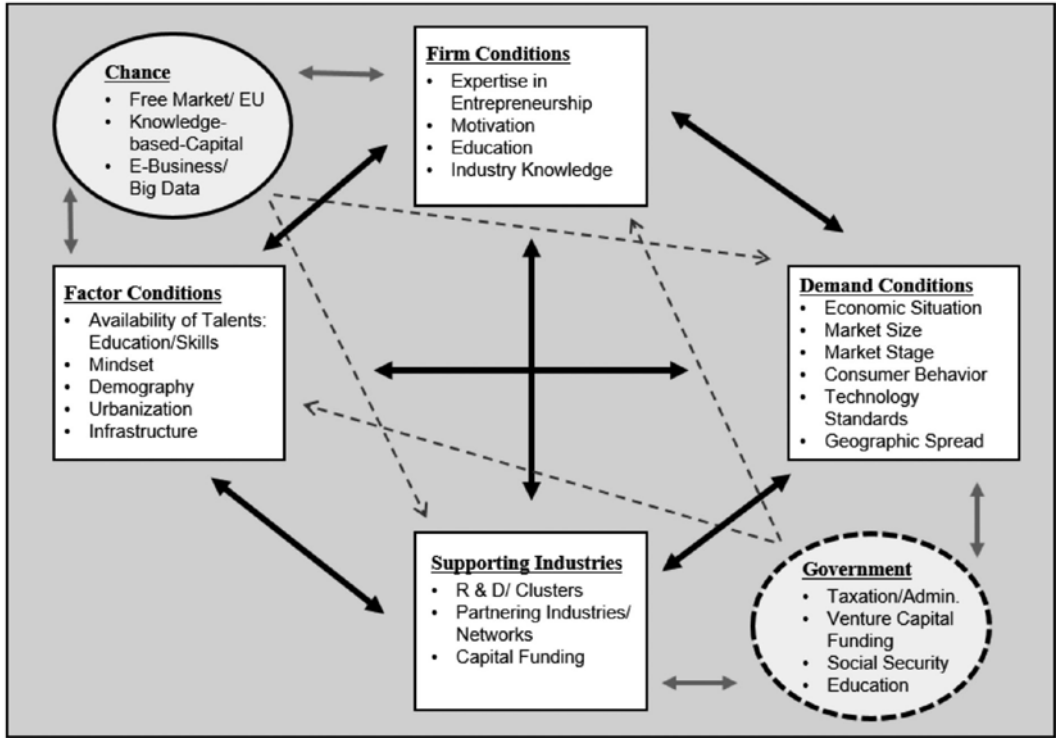 Chance
• Free Market/ EU
• Knowledge-
based-Capital
• E-Business/
Big Data
Firm Conditions
• Expertise in
Entrepreneurship
• Motivation
• Education
• Industry Knowledge
Factor Conditions
• Availability of Talents:
Education/Skills
• Mindset
• Demography
• Urbanization
• Infrastructure
Demand Conditions
• Economic Situation
• Market Size
• Market Stage
• Consumer Behavior
• Technology
Standards
• Geographic Spread
Supporting Industries
• R & D/ Clusters
• Partnering Industries/
Networks
• Capital Funding
Government
• Taxation/Admin.
• Venture Capital
Funding
• Social Security
• Education